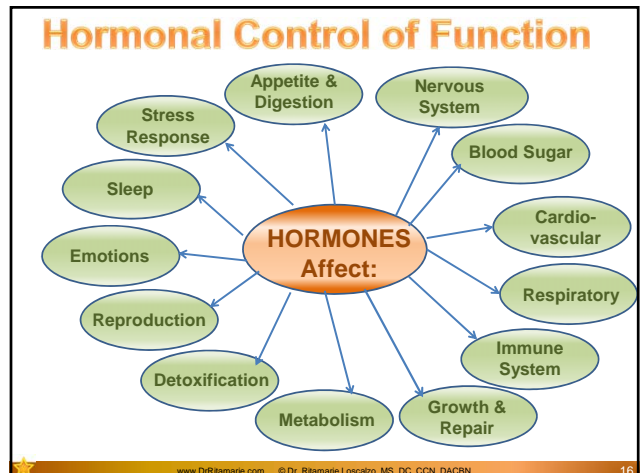 Hormonal Control of Function
Appetite &
Digestion
Nervous
System
Stress
Response
Blood Sugar
Sleep
Cardio-
vascular
HORMONES
Affect:
Emotions
Respiratory
Reproduction
Immune
System
Detoxification
Metabolism
Growth &
Repair
www.DrRitamarie.com © Dr. Ritamarie Loscalzo, MS, DC, CCN, DACBN
16